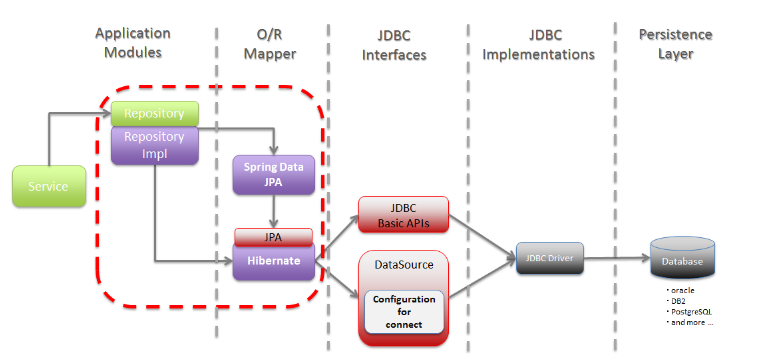 Application
Modules
O/R
Mapper
JDBC
Interfaces
JDBC
Implementations
Persistence
Layer
Repository
Repository
Impl
Service
Spring Data
JPA
JPA
Hibernate
JDBC
Basic APIs
DataSource
Configuration
for
connect
JDBC Driver
Database
• oracle
• DB2
• PostgreSQL
• and more ...